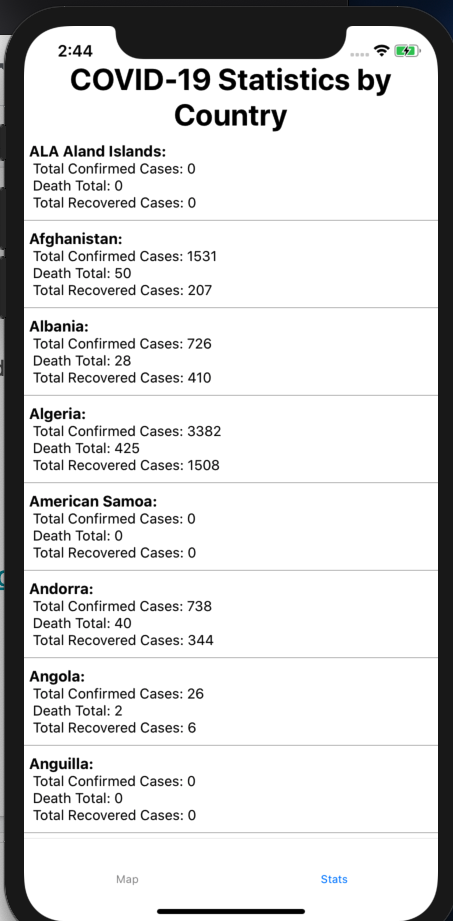 2:44
COVID-19 Statistics by
Country
ALA Aland Islands:
Total Confirmed Cases: 0
Death Total: 0
Total Recovered Cases: 0
Afghanistan:
Total Confirmed Cases: 1531
Death Total: 50
Total Recovered Cases: 207
Albania:
Total Confirmed Cases: 726
Death Total: 28
Total Recovered Cases: 410
Algeria:
Total Confirmed Cases: 3382
Death Total: 425
Total Recovered Cases: 1508
American Samoa:
Total Confirmed Cases: 0
Death Total: 0
Total Recovered Cases: 0
Andorra:
Total Confirmed Cases: 738
Death Total: 40
Total Recovered Cases: 344
Angola:
Total Confirmed Cases: 26
Death Total: 2
Total Recovered Cases: 6
Anguilla:
Total Confirmed Cases: 0
Death Total: 0
Total Recovered Cases: 0
Map Stats